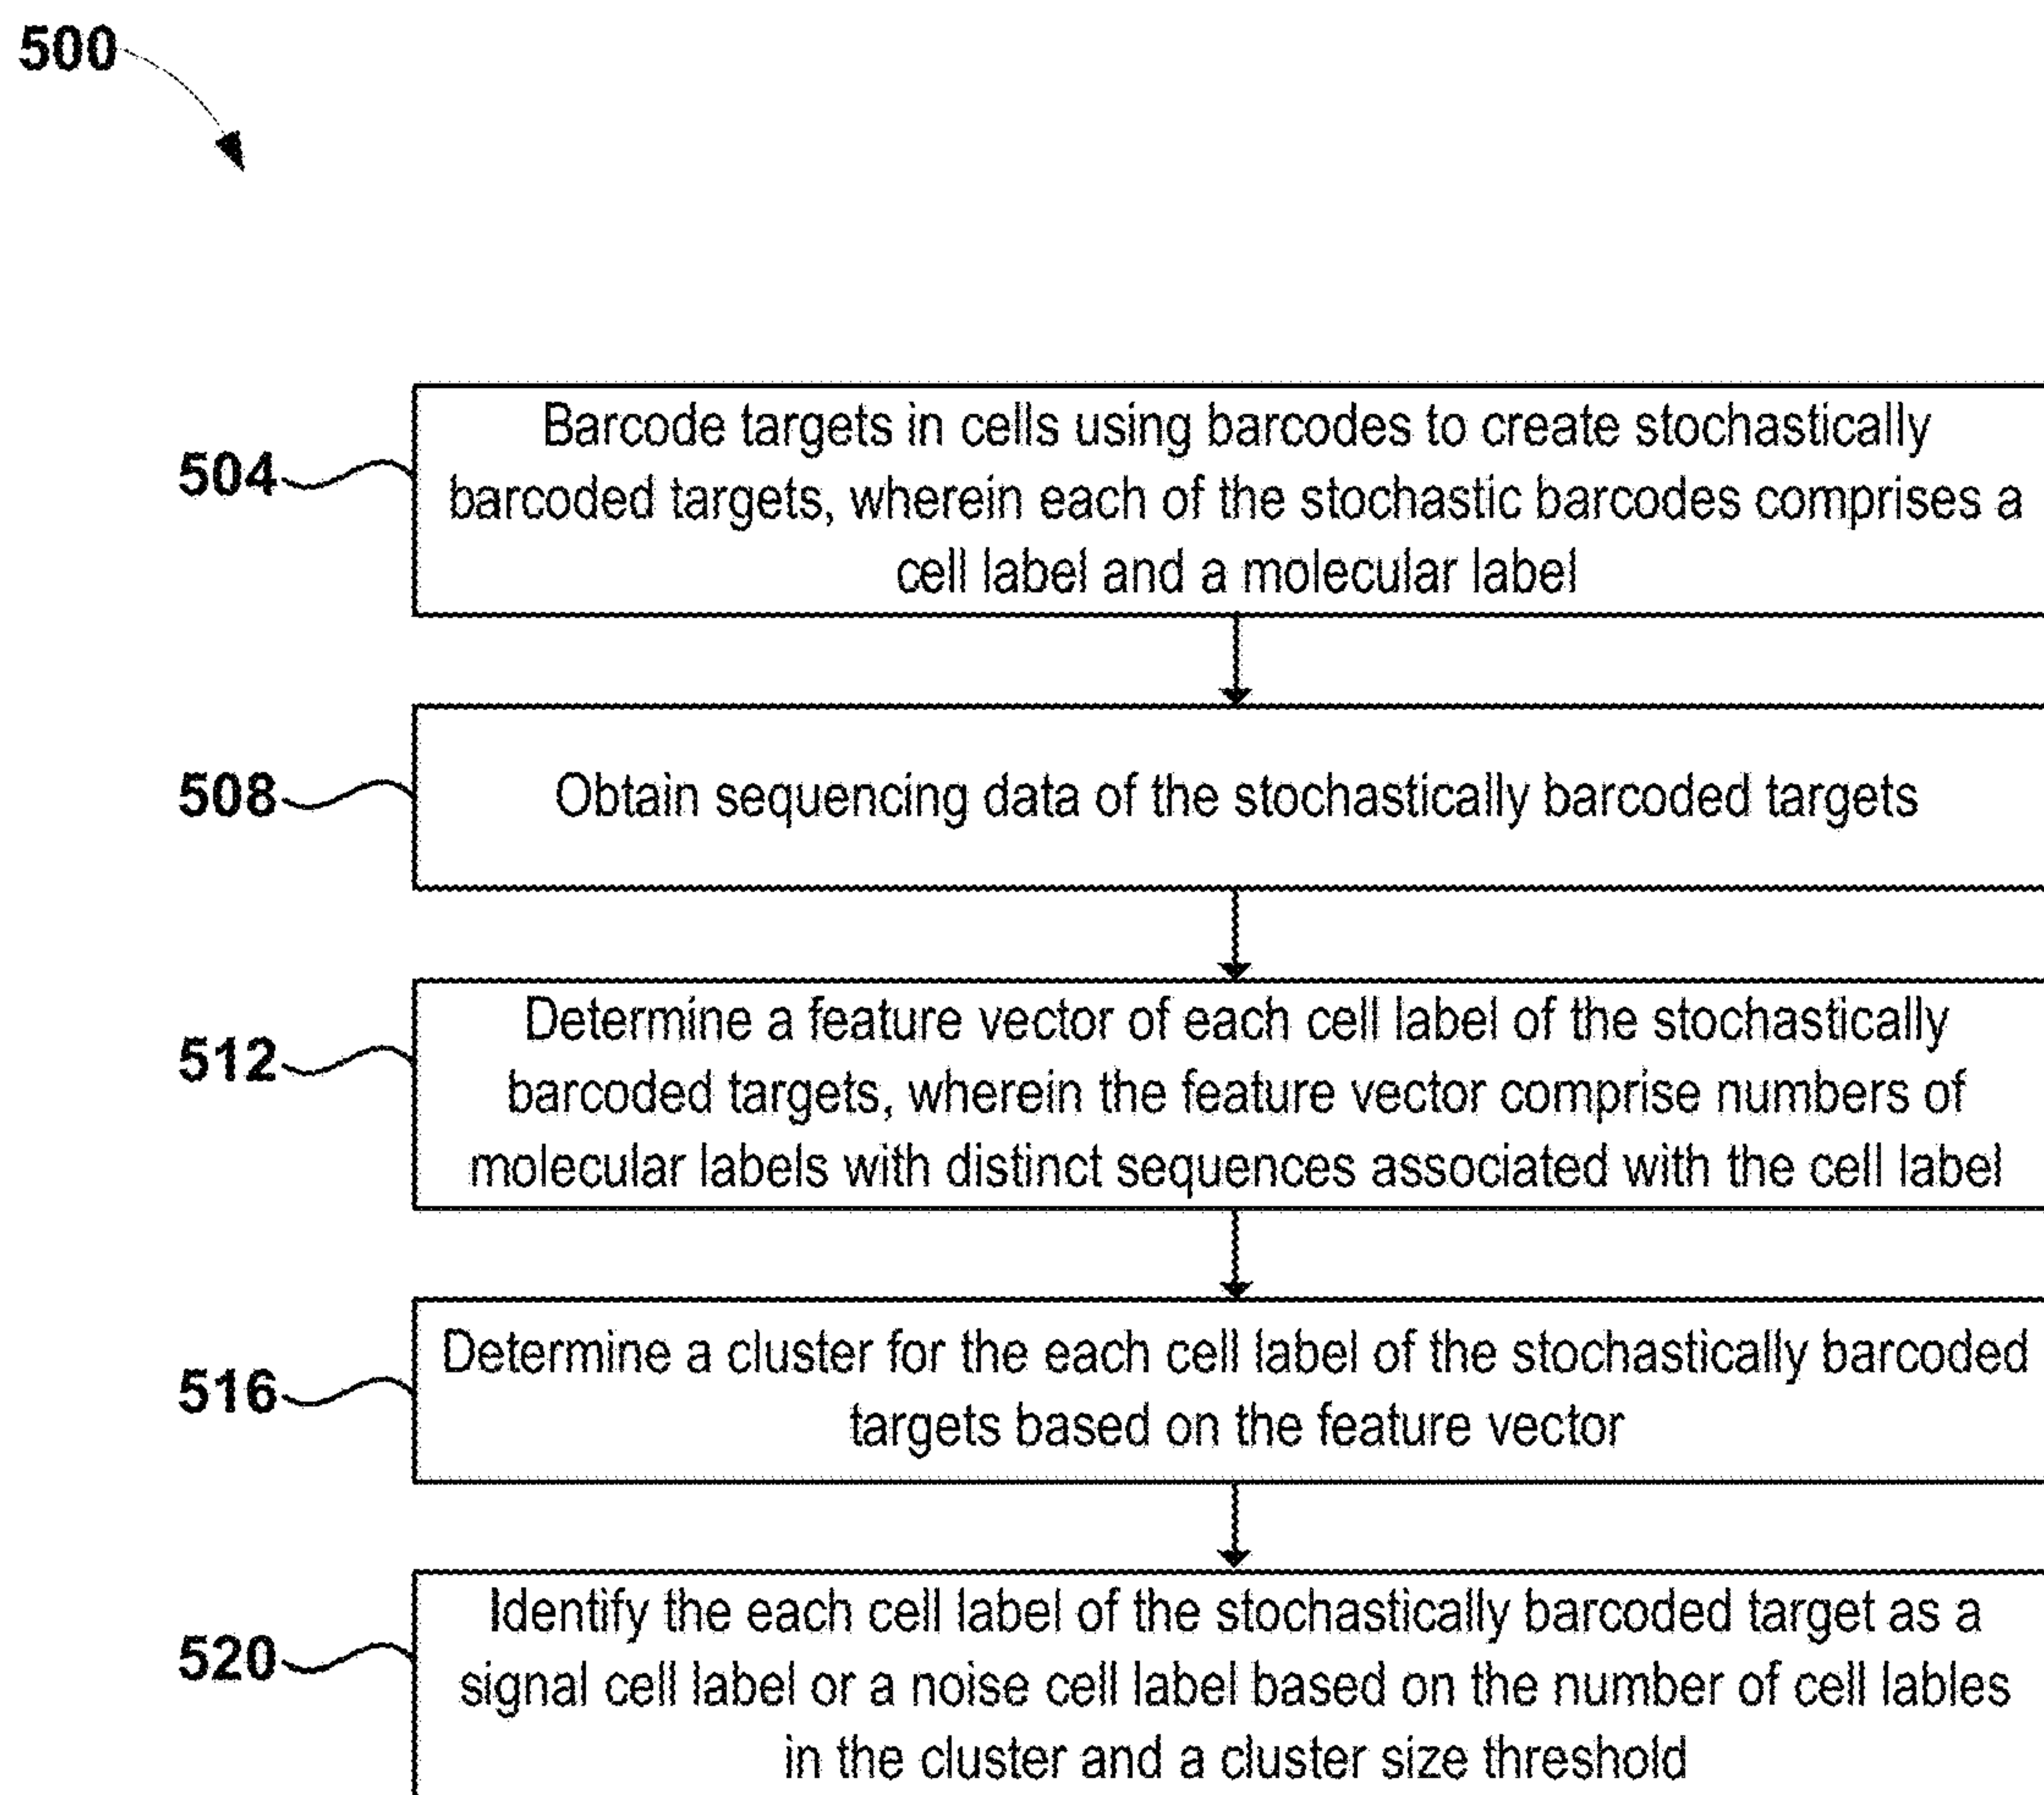 500
504
Barcode targets in cells using barcodes to create stochastically
barcoded targets, wherein each of the stochastic barcodes comprises a
cell label and a molecular label
508
Obtain sequencing data of the stochastically barcoded targets
512
Determine a feature vector of each cell label of the stochastically
barcoded targets, wherein the feature vector comprise numbers of
molecular labels with distinct sequences associated with the cell label
516
Determine a cluster for the each cell label of the stochastically barcoded
targets based on the feature vector
520
Identify the each cell label of the stochastically barcoded target as a
signal cell label or a noise cell label based on the number of cell lables
in the cluster and a cluster size threshold